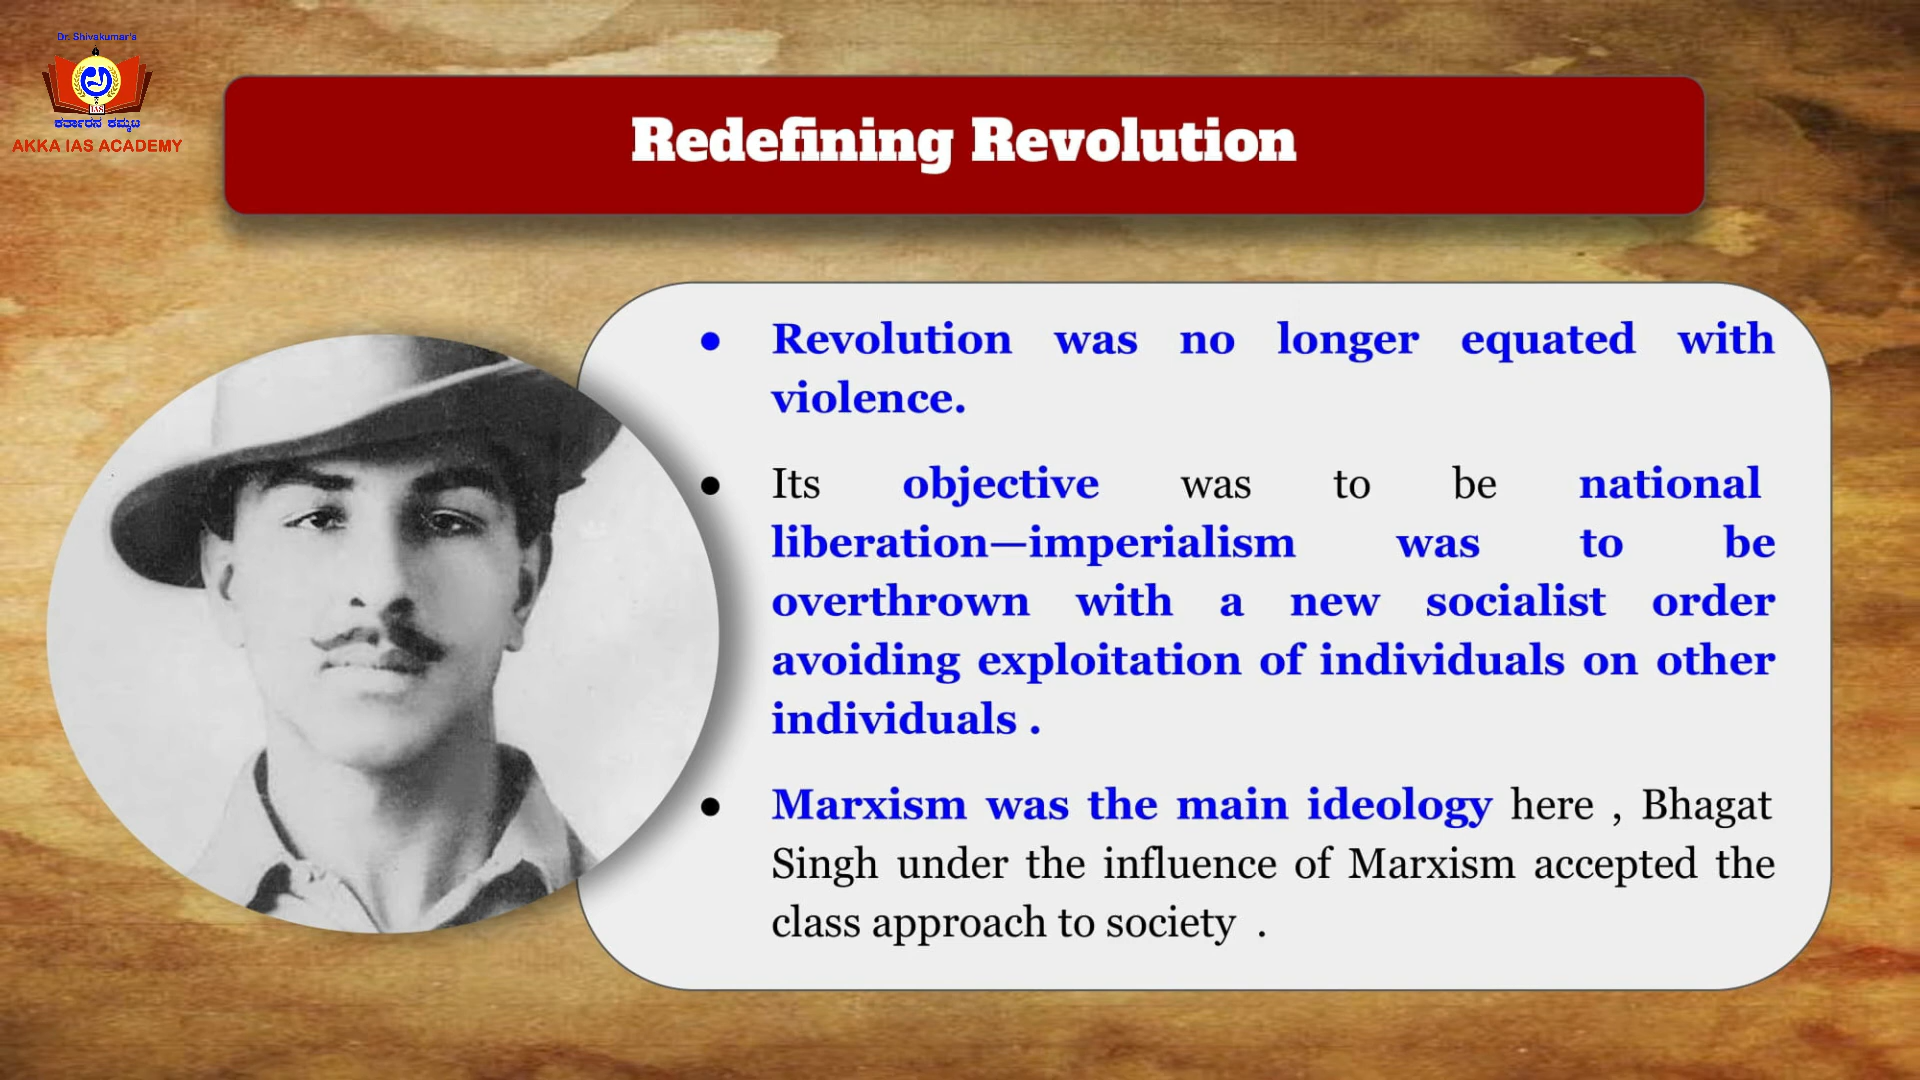 Dr. Shivakumar's
IAS
ಕರ್ತಾರನ ಕಮ್ಮಟ
AKKA IAS ACADEMY
Redefining Revolution
● Revolution was no longer equated with
violence.
● Its objective was to be national
liberation—imperialism was to be
overthrown with a new socialist order
avoiding exploitation of individuals on other
individuals .
● Marxism was the main ideology here , Bhagat
Singh under the influence of Marxism accepted the
class approach to society .